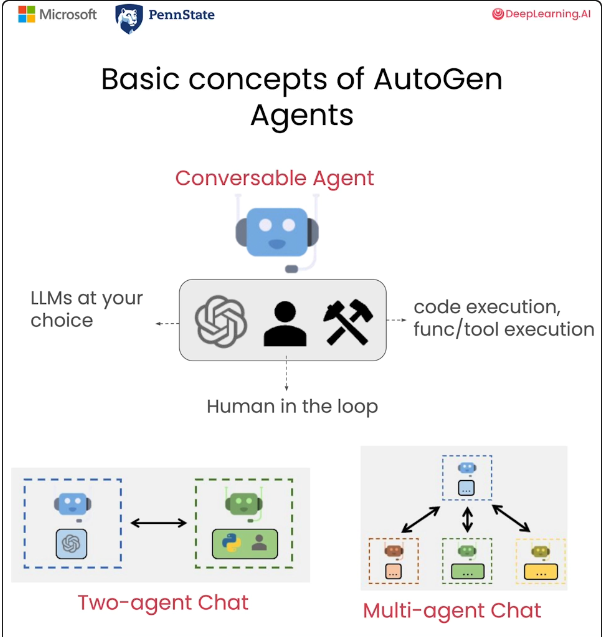 Microsoft
PennState
DeepLearning.AI
Basic concepts of AutoGen
Agents
Conversable Agent
LLMs at your
choice
code execution,
func/tool execution
Human in the loop
...
...
...
...
Two-agent Chat
Multi-agent Chat